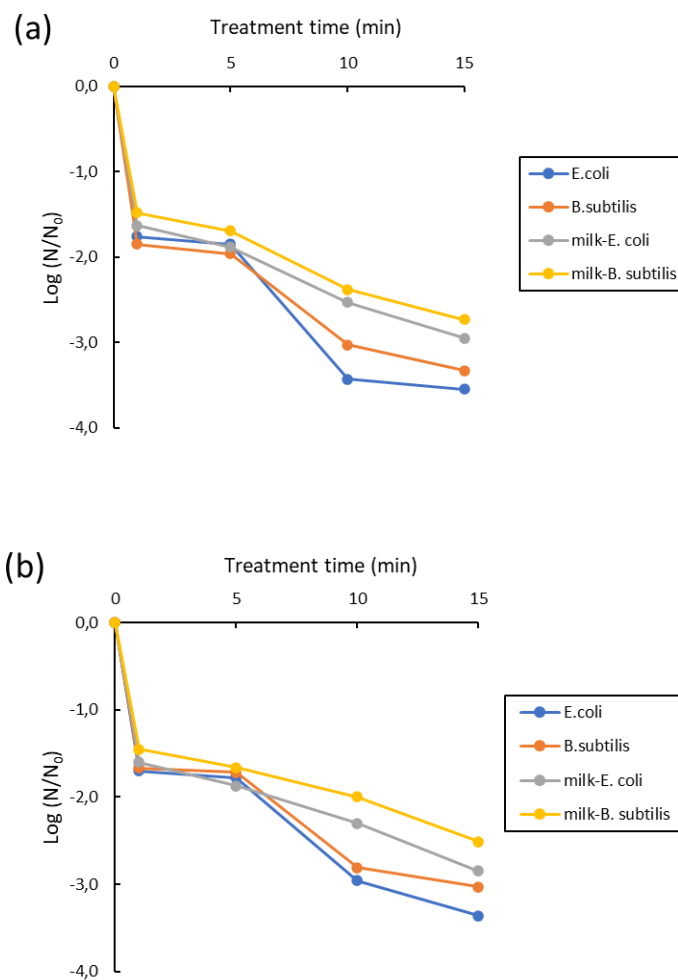 (a)
Treatment time (min)
0 5 10 15
0,0
-1,0
-2,0
-3,0
-4,0
Log (N/N₀)
E.coli
B.subtilis
milk-E. coli
milk-B. subtilis
(b)
Treatment time (min)
0 5 10 15
0,0
-1,0
-2,0
-3,0
-4,0
Log (N/N₀)
E.coli
B.subtilis
milk-E. coli
milk-B. subtilis